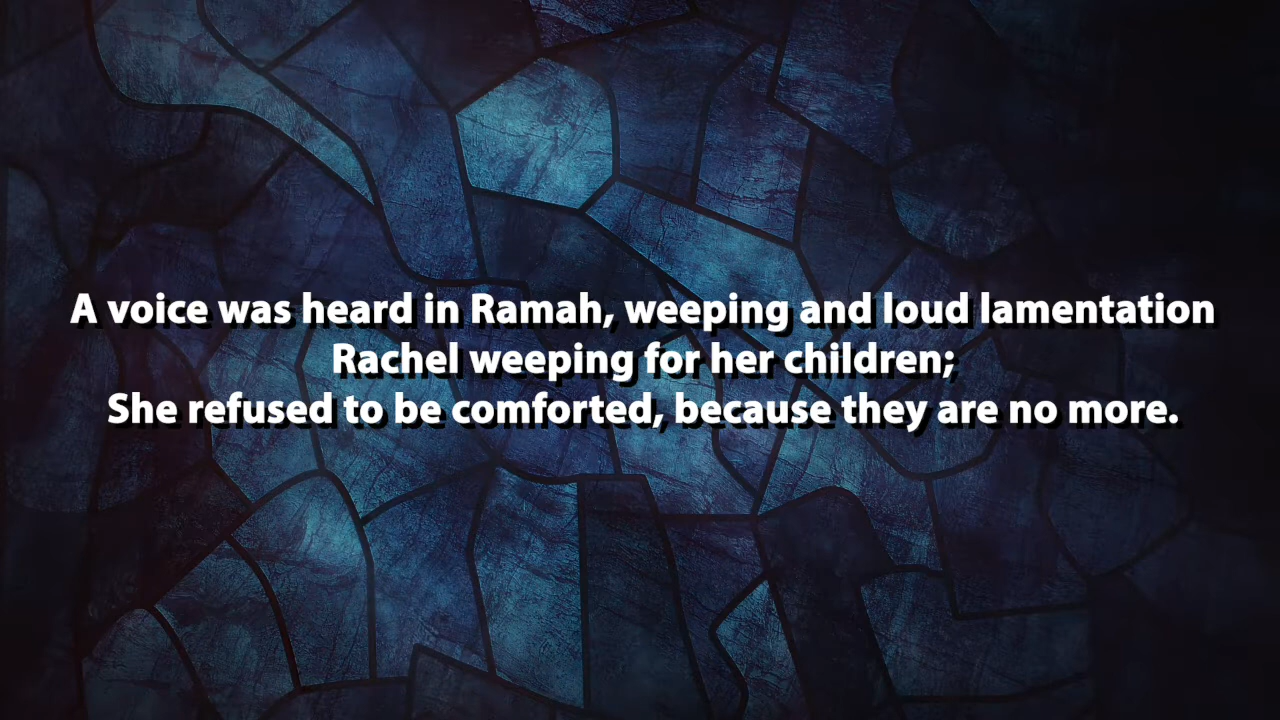 A voice was heard in Ramah, weeping and loud lamentation
Rachel weeping for her children;
She refused to be comforted, because they are no more.